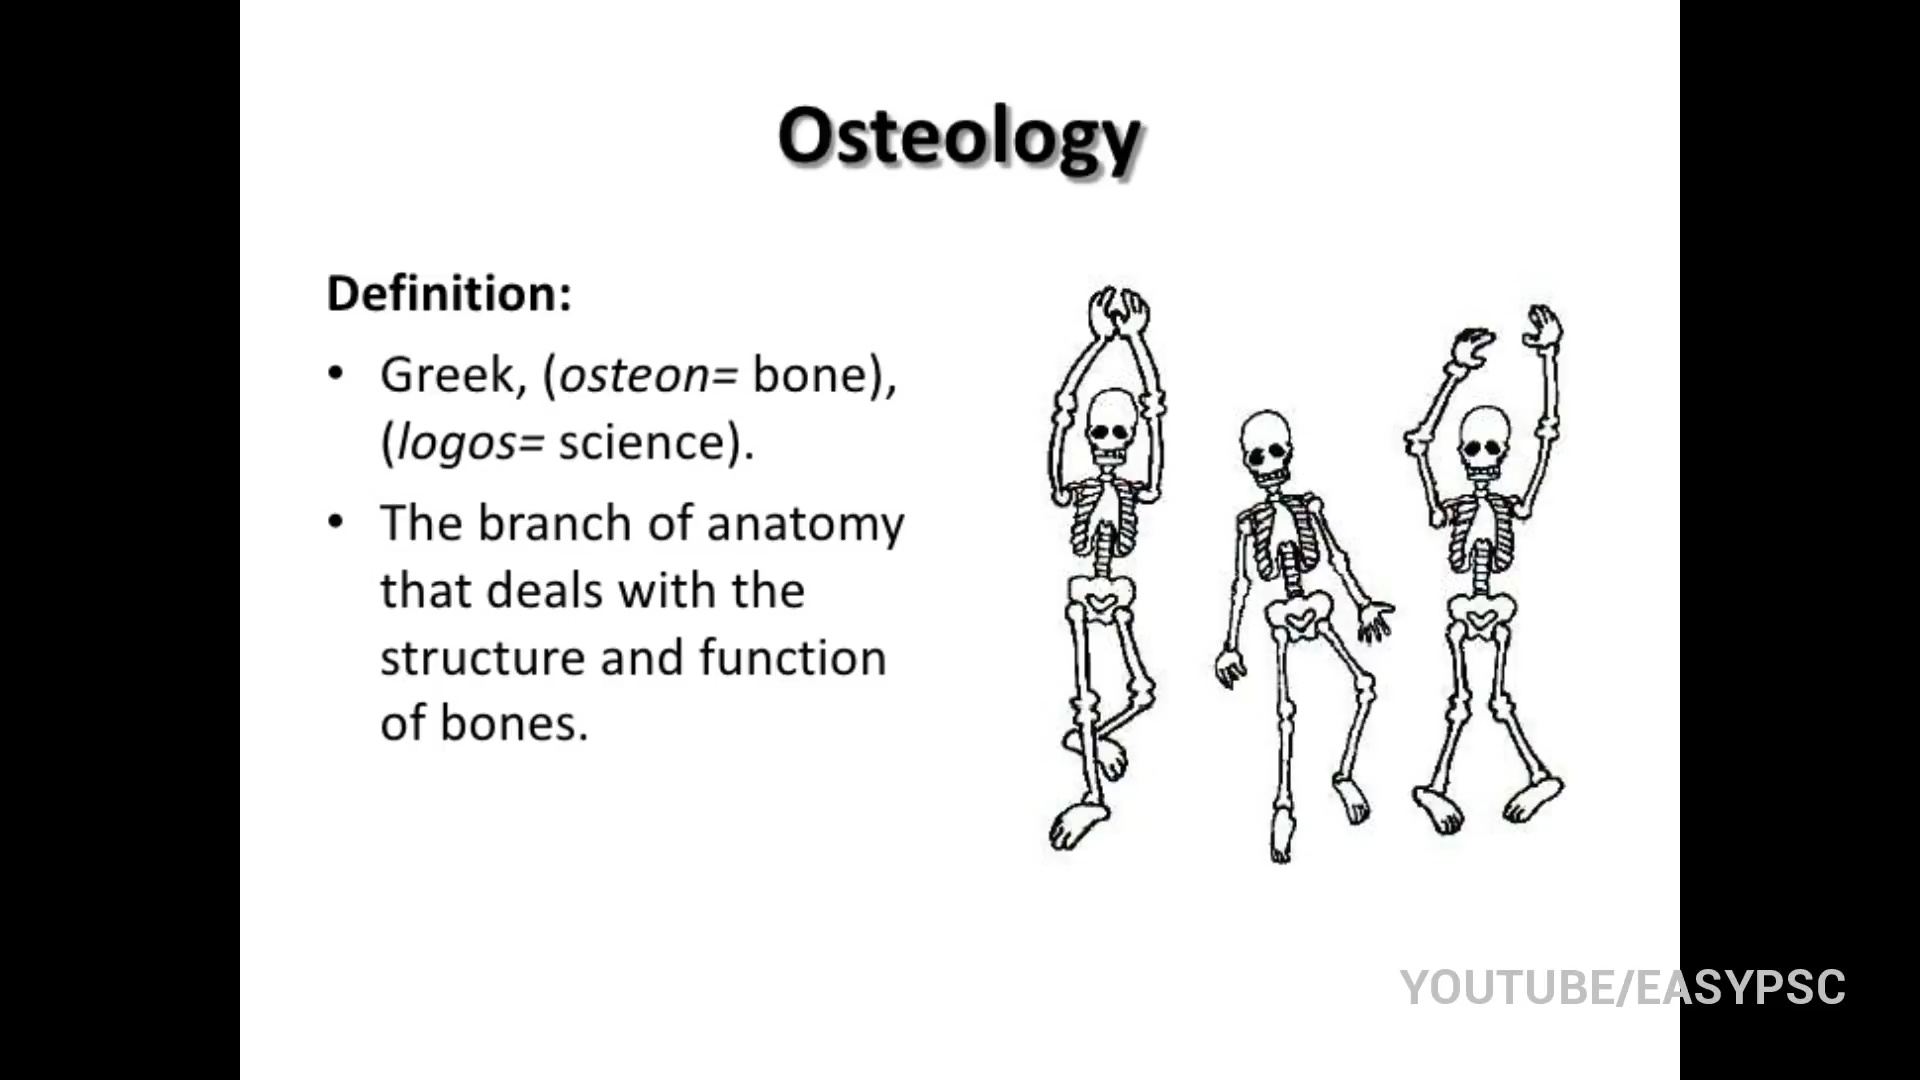 Osteology
Definition:
• Greek, (osteon= bone),
(logos= science).
• The branch of anatomy
that deals with the
structure and function
of bones.
YOUTUBE/EASYPSC